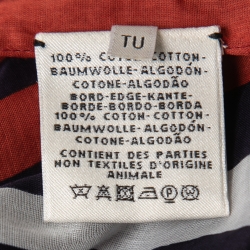 TU
100% COTON-COTTON-
BAUMWOLLE-ALGODÓN-
COTONE-ALGODÃO
BORD-EDGE-KANTE-
BORDE-BORDO-BORDA
100% COTON-COTTON-
BAUMWOLLE-ALGODÓN-
COTONE-ALGODÃO
CONTIENT DES PARTIES
NON TEXTILES D'ORIGINE
ANIMALE
P